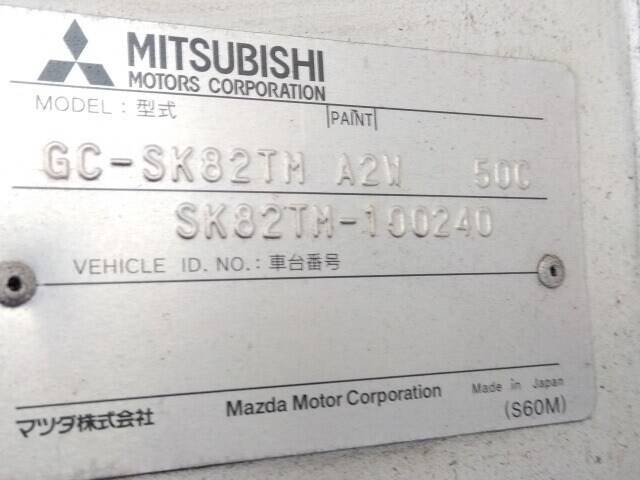 MITSUBISHI
MOTORS CORPORATION
MODEL : 型式 PAINT
GC-SK82TM A2W 50C
SK82TM-100240
VEHICLE ID. NO. : 車台番号
マツダ株式会社 Mazda Motor Corporation Made in Japan
(S60M)